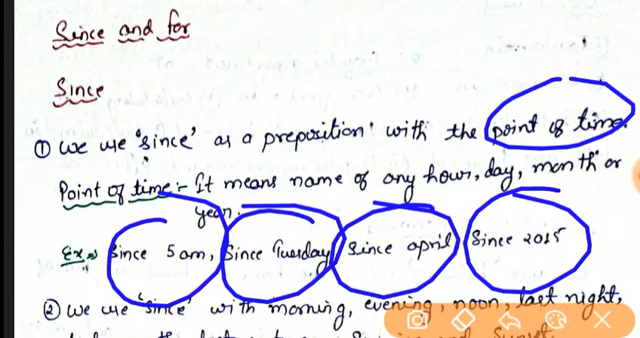 Since and for
Since
① We use 'since' as a preposition with the point of time.
Point of time :- It means name of any hour, day, month or
year.
Ex⇒ Since 5 am, Since Tuesday, Since april, Since 2015
② We use 'since' with morning, evening, noon, last night,